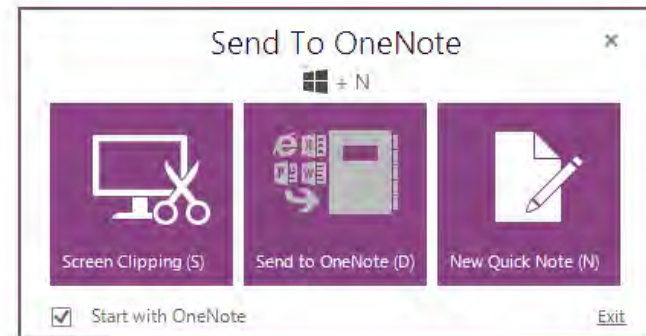 Send To OneNote
+ N
Screen Clipping (S)
Send to OneNote (D)
New Quick Note (N)
Start with OneNote
Exit